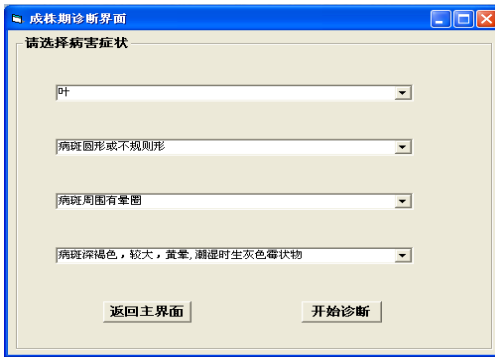 成株期诊断界面
请选择病害症状
叶
病斑圆形或不规则形
病斑周围有晕圈
病斑深褐色，较大，黄晕,潮湿时生灰色霉状物
返回主界面 开始诊断